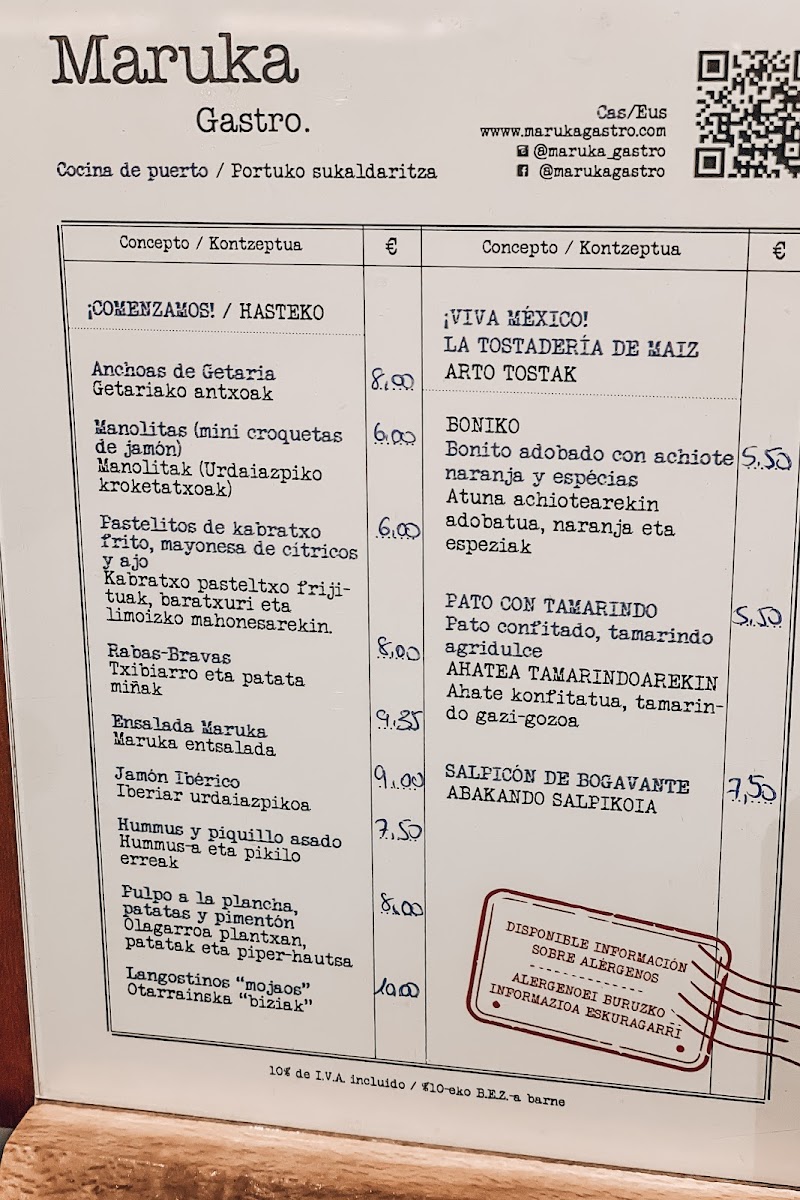 Maruka
Gastro.
Cas/Eus
www.marukagastro.com
@maruka_gastro
@marukagastro
Cocina de puerto / Portuko sukaldaritza
Concepto / Kontzeptua
€
¡COMENZAMOS! / HASTEKO
Anchoas de Getaria 8,00
Getariako antxoak
Manolitas (mini croquetas 6,00
de jamón)
Manolitak (Urdaiazpiko
kroketatxoak)
Pastelitos de kabratxo 6,00
frito, mayonesa de cítricos
y ajo
Kabratxo pasteltxo friji-
tuak, baratxuri eta
limoizko mahonesarekin.
Rabas-Bravas 8,00
Txibiarro eta patata
miñak
Ensalada Maruka 9,35
Maruka entsalada
Jamón Ibérico 9,00
Iberiar urdaiazpikoa
Hummus y piquillo asado 7,50
Hummus-a eta pikilo
erreak
Pulpo a la plancha, 8,00
patatas y pimentón
Olagarroa plantxan,
patatak eta piper-hautsa
Langostinos "mojaos" 10,00
Otarrainska "biziak"
Concepto / Kontzeptua
€
¡VIVA MÉXICO!
LA TOSTADERÍA DE MAIZ
ARTO TOSTAK
BONIKO
Bonito adobado con achiote 5,50
naranja y espécias
Atuna achiotearekin
adobatua, naranja eta
espeziak
PATO CON TAMARINDO 5,50
Pato confitado, tamarindo
agridulce
AHATEA TAMARINDOAREKIN
Ahate konfitatua, tamarin-
do gazi-gozoa
SALPICÓN DE BOGAVANTE 7,50
ABAKANDO SALPIKOIA
DISPONIBLE INFORMACIÓN
SOBRE ALÉRGENOS
ALERGENOEI BURUZKO
INFORMAZIOA ESKURAGARRI
10% de I.V.A. incluido / %10-eko B.E.Z.-a barne